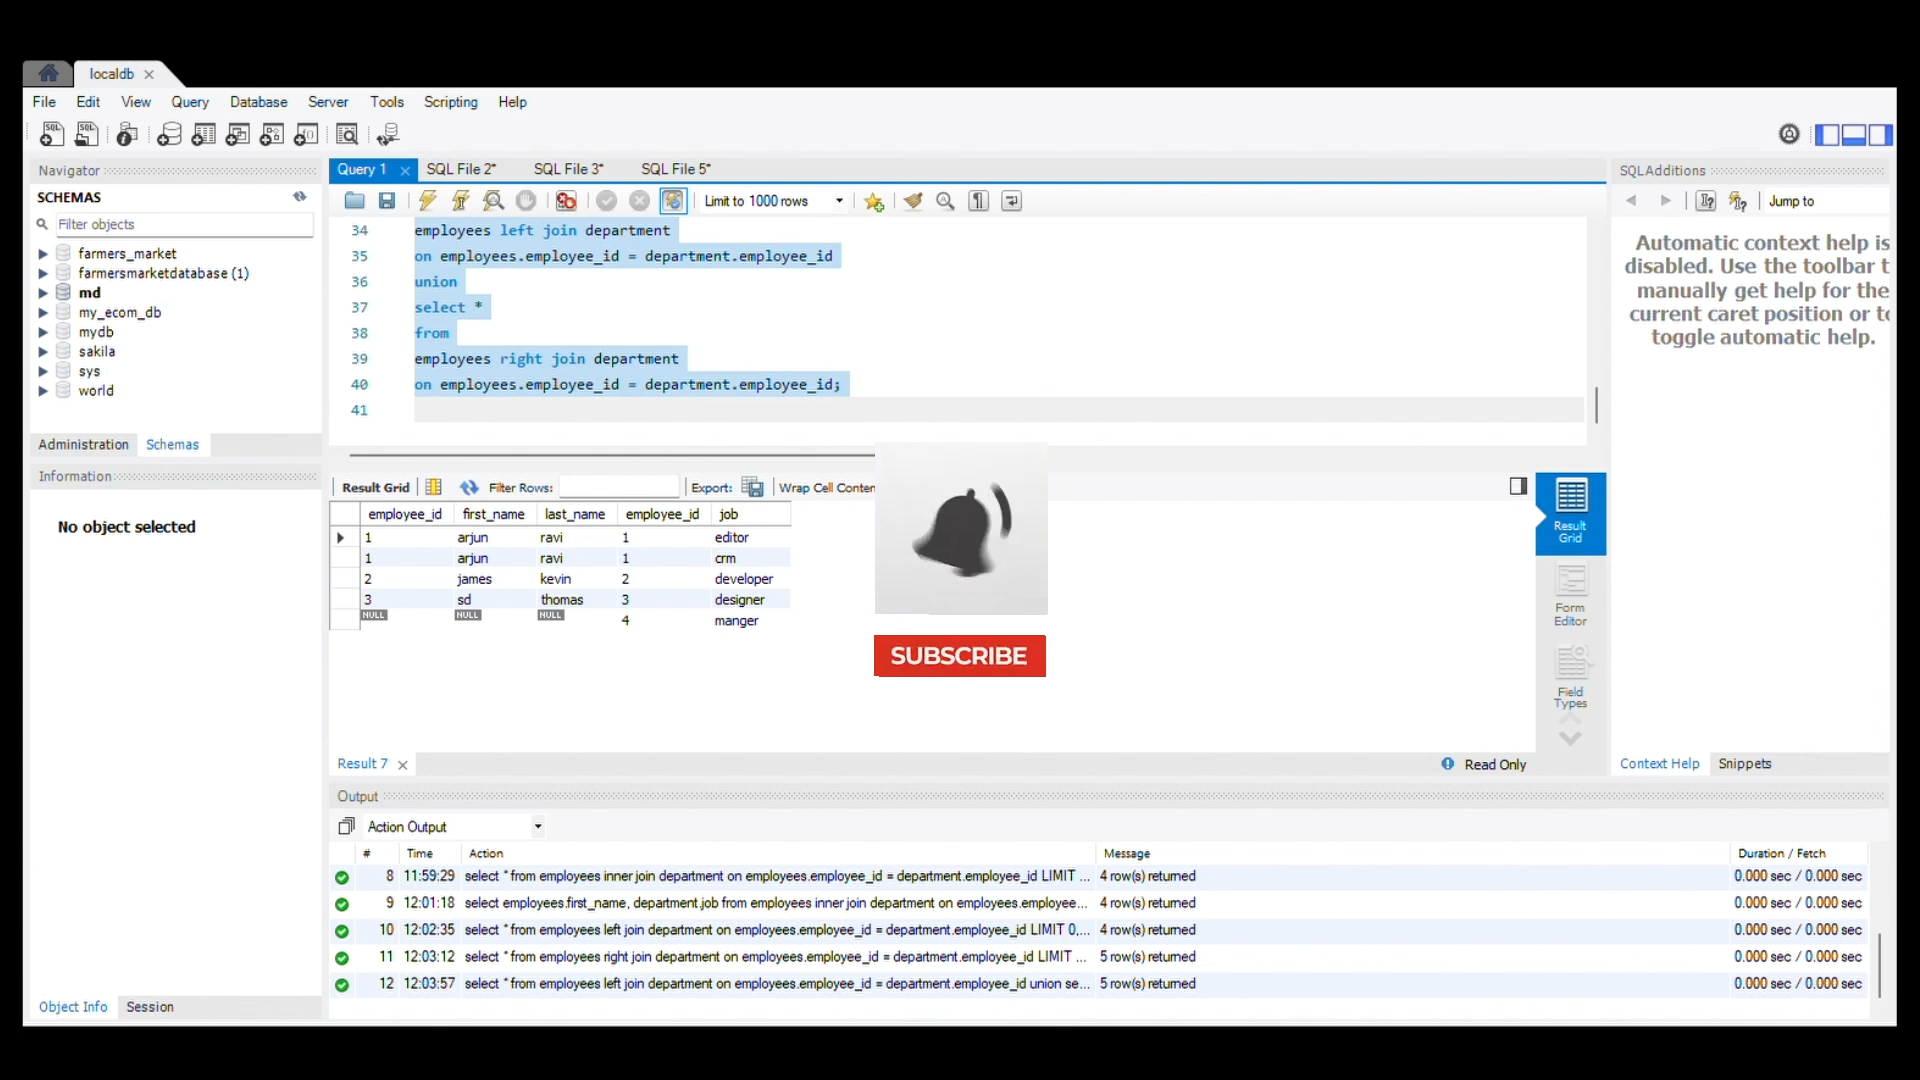 localdb
File Edit View Query Database Server Tools Scripting Help
SQL SQL
Navigator
SCHEMAS
Filter objects
farmers_market
farmersmarketdatabase (1)
md
my_ecom_db
mydb
sakila
sys
world
Administration Schemas
Information
No object selected
Object Info Session
Query 1 SQL File 2* SQL File 3* SQL File 5*
Limit to 1000 rows
34 employees left join department
35 on employees.employee_id = department.employee_id
36 union
37 select *
38 from
39 employees right join department
40 on employees.employee_id = department.employee_id;
41
Result Grid Filter Rows: Export: Wrap Cell Conten
employee_id first_name last_name employee_id job
1 arjun ravi 1 editor
1 arjun ravi 1 crm
2 james kevin 2 developer
3 sd thomas 3 designer
NULL NULL NULL 4 manger
SUBSCRIBE
Result Grid
Form Editor
Field Types
Result 7 Read Only
SQLAdditions
Jump to
Automatic context help is
disabled. Use the toolbar t
manually get help for the
current caret position or to
toggle automatic help.
Context Help Snippets
Output
Action Output
# Time Action Message Duration / Fetch
8 11:59:29 select * from employees inner join department on employees.employee_id = department.employee_id LIMIT ... 4 row(s) returned 0.000 sec / 0.000 sec
9 12:01:18 select employees.first_name, department.job from employees inner join department on employees.employee... 4 row(s) returned 0.000 sec / 0.000 sec
10 12:02:35 select * from employees left join department on employees.employee_id = department.employee_id LIMIT 0,... 4 row(s) returned 0.000 sec / 0.000 sec
11 12:03:12 select * from employees right join department on employees.employee_id = department.employee_id LIMIT ... 5 row(s) returned 0.000 sec / 0.000 sec
12 12:03:57 select * from employees left join department on employees.employee_id = department.employee_id union se... 5 row(s) returned 0.000 sec / 0.000 sec